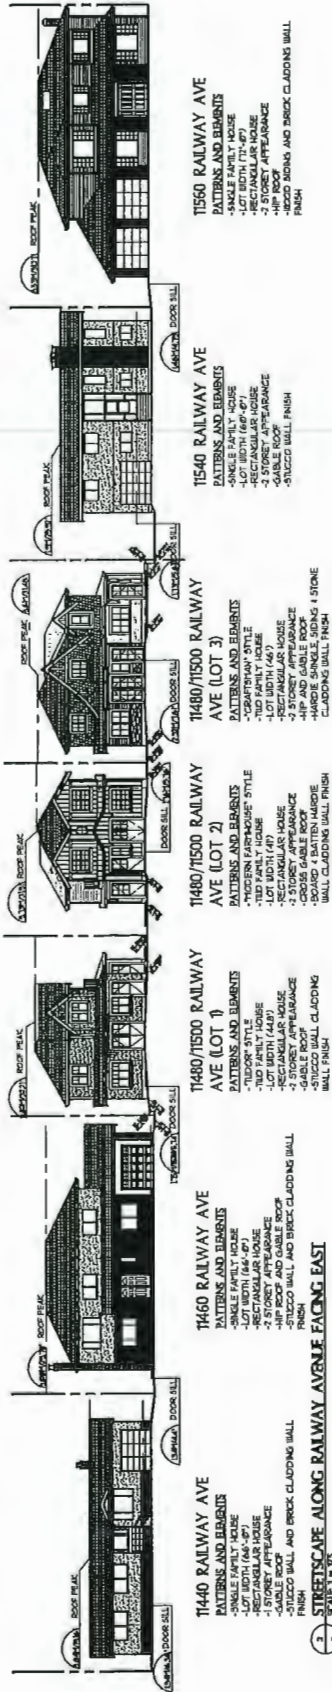 ROOF PEAK
DOOR SILL
DOOR SILL
ROOF PEAK
DOOR SILL
ROOF PEAK
ROOF PEAK
DOOR SILL
ROOF PEAK
DOOR SILL
ROOF PEAK
DOOR SILL
DOOR SILL
ROOF PEAK
11440 RAILWAY AVE
PATTERNS AND ELEMENTS
-SINGLE FAMILY HOUSE
-LOT WIDTH (66'-0")
-RECTANGULAR HOUSE
-1 STOREY APPEARANCE
-GABLE ROOF
-STUCCO WALL AND BRICK CLADDING WALL
FINISH
11460 RAILWAY AVE
PATTERNS AND ELEMENTS
-SINGLE FAMILY HOUSE
-LOT WIDTH (66'-0")
-RECTANGULAR HOUSE
-2 STOREY APPEARANCE
-HIP ROOF AND GABLE ROOF
-STUCCO WALL AND BRICK CLADDING WALL
FINISH
11480/11500 RAILWAY
AVE (LOT 1)
PATTERNS AND ELEMENTS
-"TUDOR" STYLE
-TWO FAMILY HOUSE
-LOT WIDTH
-RECTANGULAR HOUSE
-2 STOREY APPEARANCE
-GABLE ROOF
-STUCCO WALL CLADDING
WALL FINISH
11480/11500 RAILWAY
AVE (LOT 2)
PATTERNS AND ELEMENTS
-"MODERN FARMHOUSE" STYLE
-TWO FAMILY HOUSE
-LOT WIDTH
-RECTANGULAR HOUSE
-2 STOREY APPEARANCE
-CROSS GABLE ROOF
-BOARD & BATTEN HARDIE
WALL CLADDING WALL FINISH
11480/11500 RAILWAY
AVE (LOT 3)
PATTERNS AND ELEMENTS
-"CRAFTSMAN" STYLE
-TWO FAMILY HOUSE
-LOT WIDTH
-RECTANGULAR HOUSE
-2 STOREY APPEARANCE
-HIP AND GABLE ROOF
-HARDIE SHINGLE, SIDING & STONE
CLADDING WALL FINISH
11540 RAILWAY AVE
PATTERNS AND ELEMENTS
-SINGLE FAMILY HOUSE
-LOT WIDTH
-RECTANGULAR HOUSE
-2 STOREY APPEARANCE
-GABLE ROOF
-STUCCO WALL FINISH
11560 RAILWAY AVE
PATTERNS AND ELEMENTS
-SINGLE FAMILY HOUSE
-LOT WIDTH
-RECTANGULAR HOUSE
-2 STOREY APPEARANCE
-HIP ROOF
-WOOD SIDING AND BRICK CLADDING WALL
FINISH
STREETSCAPE ALONG RAILWAY AVENUE FACING EAST